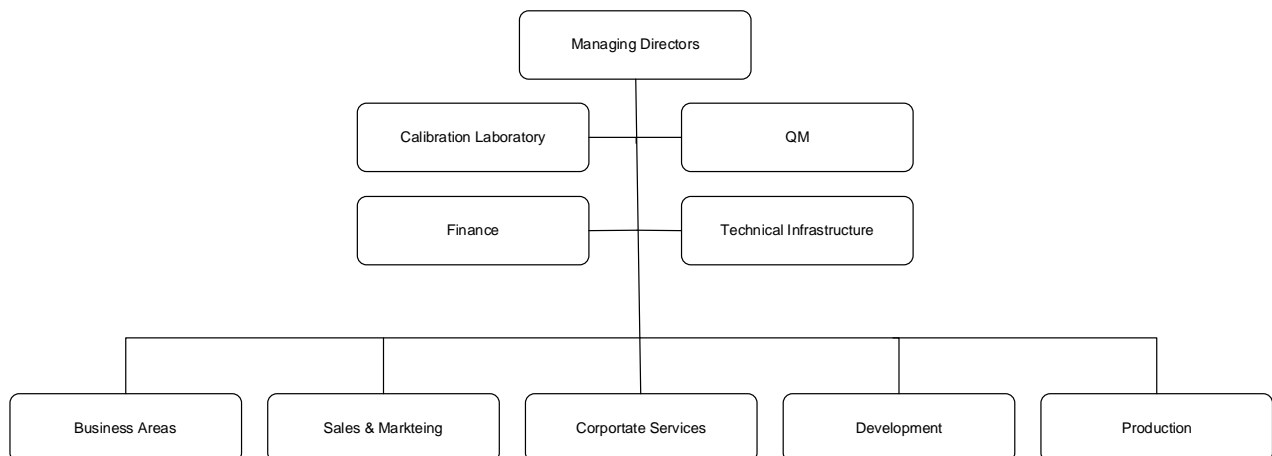 Managing Directors
Calibration Laboratory
QM
Finance
Technical Infrastructure
Business Areas
Sales & Markteing
Corportate Services
Development
Production